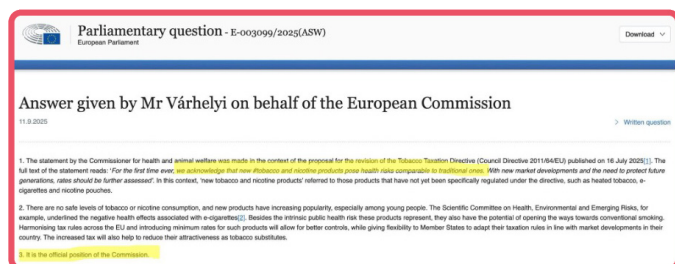 Parliamentary question - E-003099/2025(ASW)
European Parliament
Download
Answer given by Mr Várhelyi on behalf of the European Commission
11.9.2025
Written question
1. The statement by the Commissioner for health and animal welfare was made in the context of the proposal for the revision of the Tobacco Taxation Directive (Council Directive 2011/64/EU) published on 16 July 2025[1]. The
full text of the statement reads: 'For the first time ever, we acknowledge that new #tobacco and nicotine products pose health risks comparable to traditional ones. With new market developments and the need to protect future
generations, rates should be further assessed'. In this context, 'new tobacco and nicotine products' referred to those products that have not yet been specifically regulated under the directive, such as heated tobacco, e-
cigarettes and nicotine pouches.
2. There are no safe levels of tobacco or nicotine consumption, and new products have increasing popularity, especially among young people. The Scientific Committee on Health, Environmental and Emerging Risks, for
example, underlined the negative health effects associated with e-cigarettes[2]. Besides the intrinsic public health risk these products represent, they also have the potential of opening the ways towards conventional smoking.
Harmonising tax rules across the EU and introducing minimum rates for such products will allow for better controls, while giving flexibility to Member States to adapt their taxation rules in line with market developments in their
country. The increased tax will also help to reduce their attractiveness as tobacco substitutes.
3. It is the official position of the Commission.